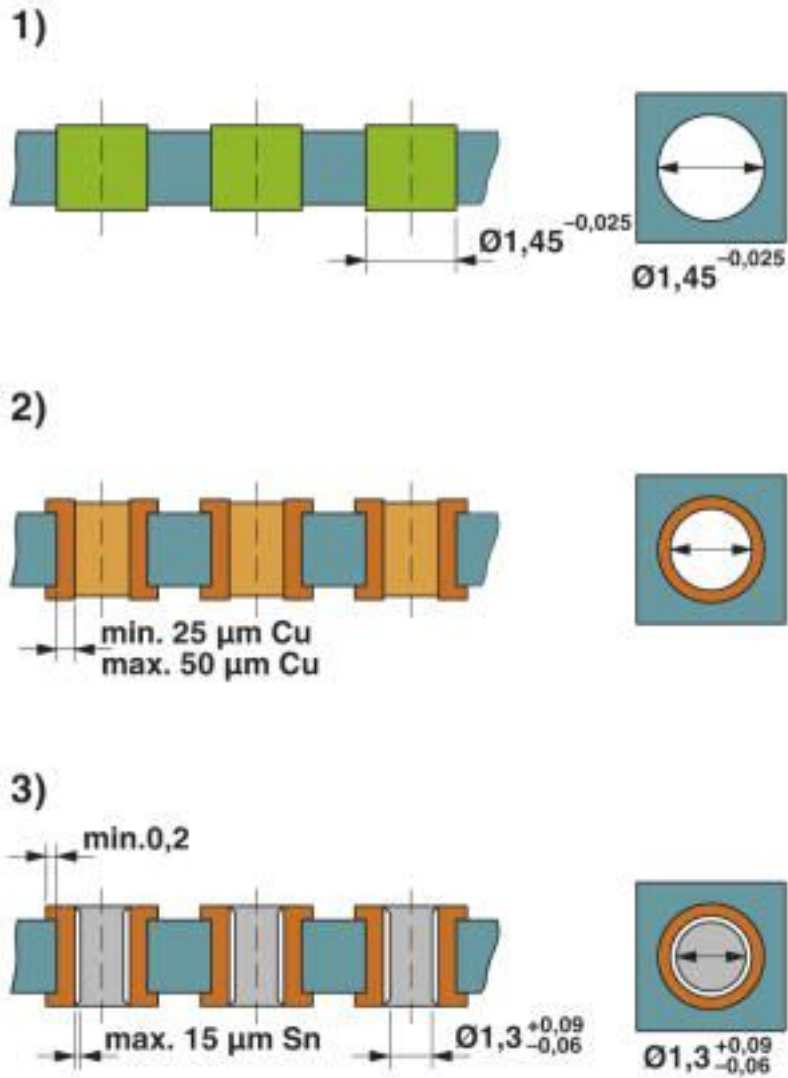 1)
Ø1,45 −0,025
Ø1,45 −0,025
2)
min. 25 µm Cu
max. 50 µm Cu
3)
min.0,2
max. 15 µm Sn
Ø1,3 +0,09 −0,06
Ø1,3 +0,09 −0,06